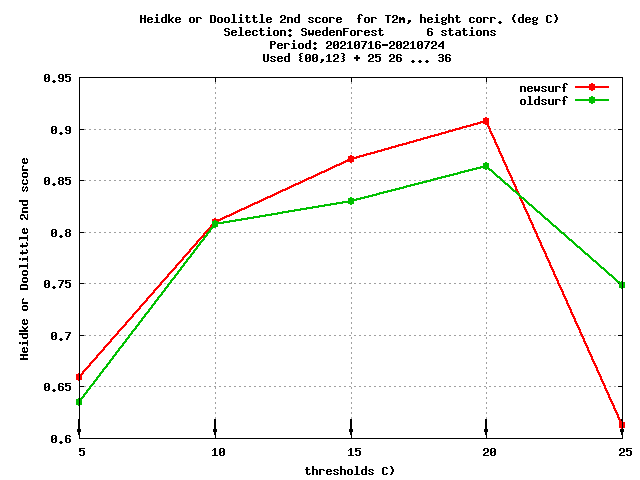 Heidke or Doolittle 2nd score  for T2m, height corr. (deg C)
Selection: SwedenForest      6 stations
Period: 20210716-20210724
Used {00,12} + 25 26 ... 36
newsurf
oldsurf
Heidke or Doolittle 2nd score
0.95
0.9
0.85
0.8
0.75
0.7
0.65
0.6
5 10 15 20 25
thresholds C)